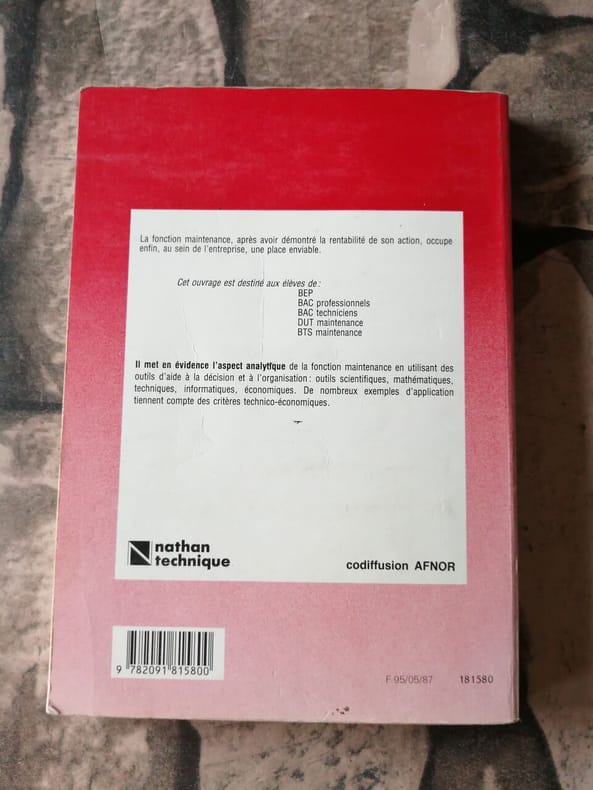 La fonction maintenance, après avoir démontré la rentabilité de son action, occupe
enfin, au sein de l'entreprise, une place enviable.
Cet ouvrage est destiné aux élèves de :
BEP
BAC professionnels
BAC techniciens
DUT maintenance
BTS maintenance
Il met en évidence l'aspect analytique de la fonction maintenance en utilisant des
outils d'aide à la décision et à l'organisation : outils scientifiques, mathématiques,
techniques, informatiques, économiques. De nombreux exemples d'application
tiennent compte des critères technico-économiques.
nathan
technique
codiffusion AFNOR
9 782091 815800
F 95/05/87 181580